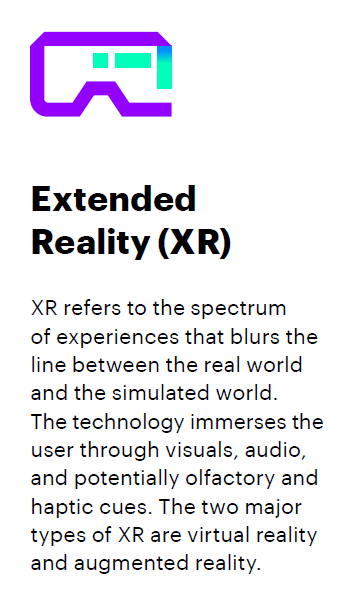 Extended
Reality (XR)
XR refers to the spectrum
of experiences that blurs the
line between the real world
and the simulated world.
The technology immerses the
user through visuals, audio,
and potentially olfactory and
haptic cues. The two major
types of XR are virtual reality
and augmented reality.